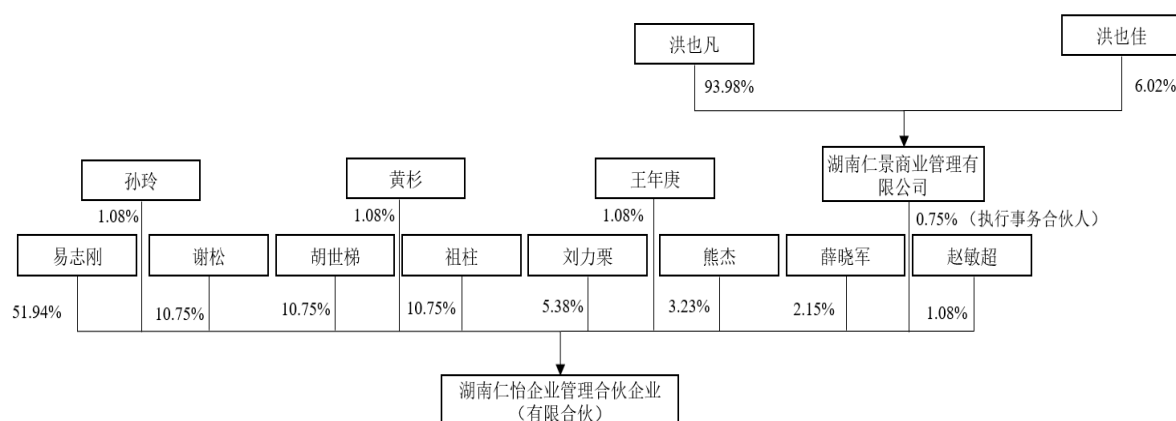 洪也凡
洪也佳
93.98%
6.02%
孙玲
黄杉
王年庚
湖南仁景商业管理有
限公司
1.08%
1.08%
1.08%
0.75%（执行事务合伙人）
易志刚
谢松
胡世梯
祖柱
刘力栗
熊杰
薛晓军
赵敏超
51.94%
10.75%
10.75%
10.75%
5.38%
3.23%
2.15%
1.08%
湖南仁怡企业管理合伙企业
（有限合伙）